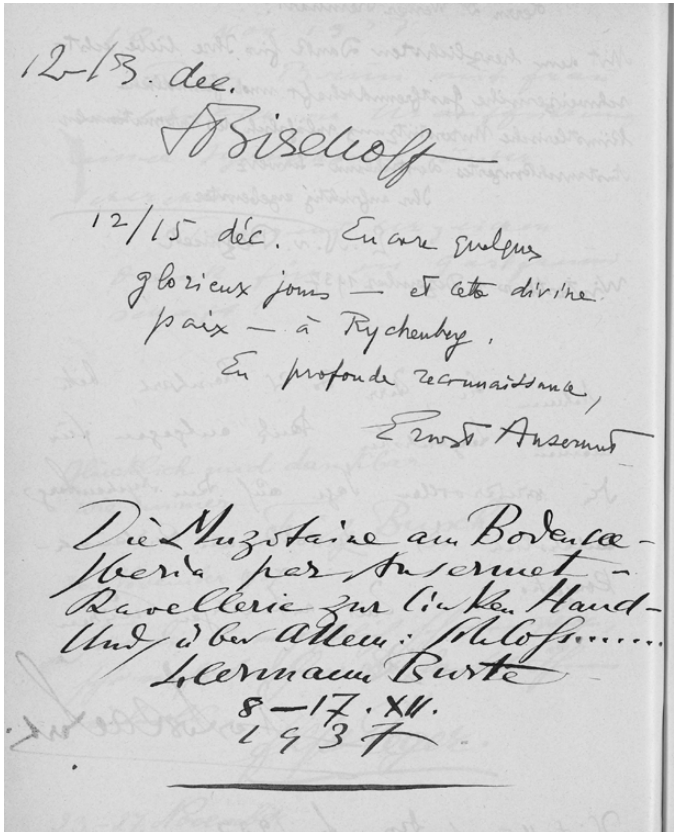 12-13. dec.
Bischoff
12/15 déc. Encore quelques
glorieux jours — et cette divine
paix — à Rychenberg.
En profonde reconnaissance,
Ernest Ansermet
Die Muzotaine am Bodensee -
Iberia par Ansermet -
Ravellerie zur linken Hand -
Und über Allem: Schloss......
Hermann Burte
8-17. XII.
1937